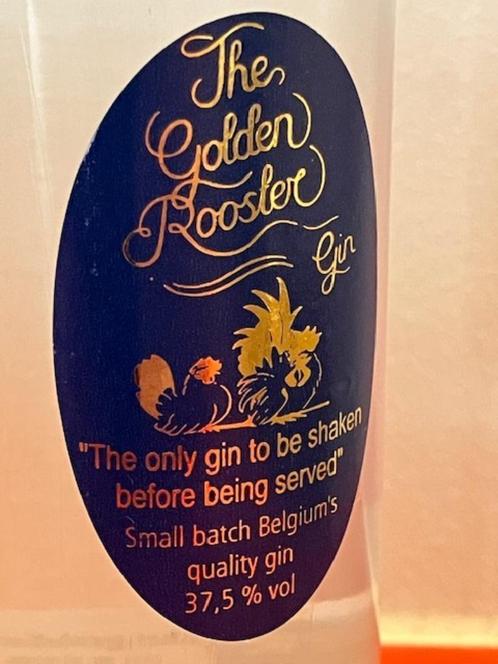 The
Golden
Rooster
Gin
"The only gin to be shaken
before being served"
Small batch Belgium's
quality gin
37,5 % vol